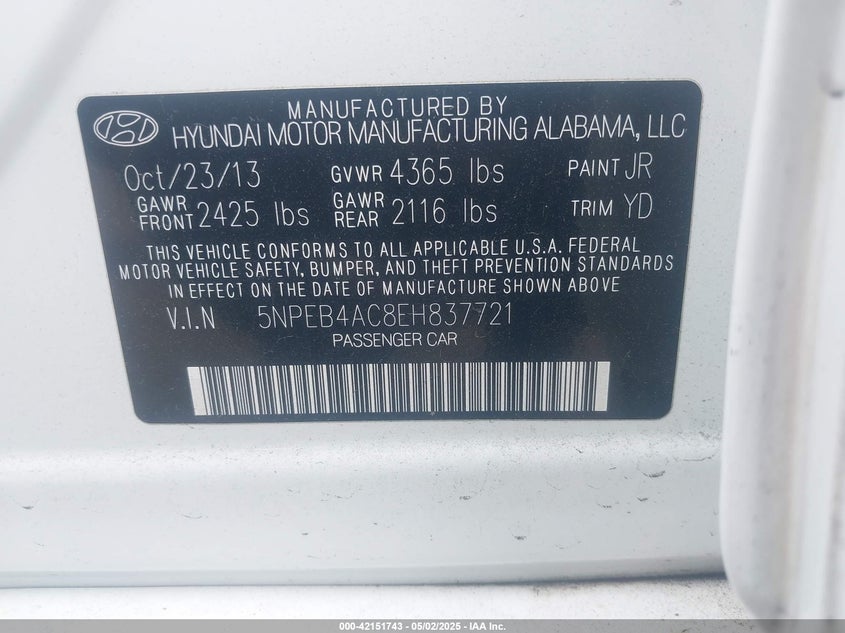 MANUFACTURED BY
HYUNDAI MOTOR MANUFACTURING ALABAMA, LLC
Oct/23/13 GVWR 4365 lbs PAINT JR
GAWR FRONT 2425 lbs GAWR REAR 2116 lbs TRIM YD
THIS VEHICLE CONFORMS TO ALL APPLICABLE U.S.A. FEDERAL
MOTOR VEHICLE SAFETY, BUMPER, AND THEFT PREVENTION STANDARDS
IN EFFECT ON THE DATE OF MANUFACTURE SHOWN ABOVE
V.I.N 5NPEB4AC8EH837721
PASSENGER CAR
000-42151743 - 05/02/2025 - IAA Inc.